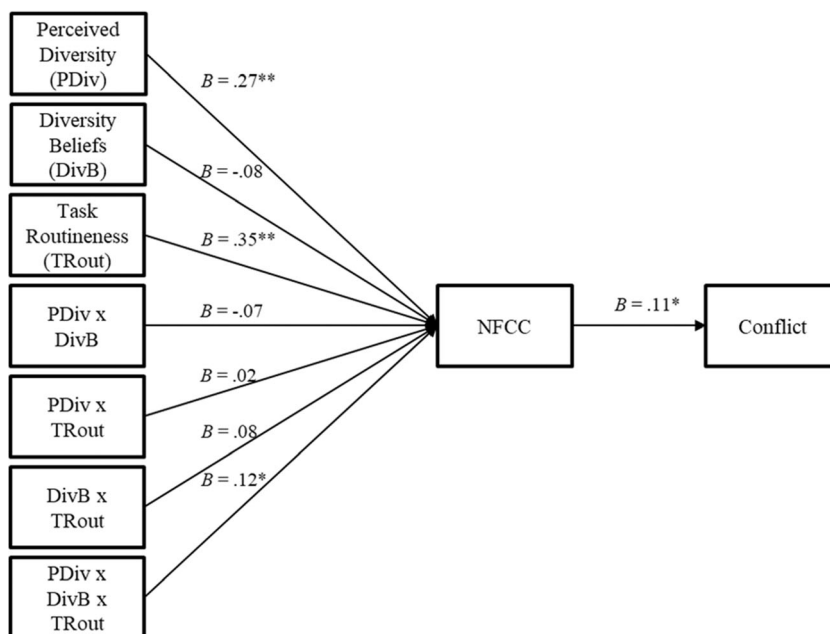 Perceived
Diversity
(PDiv)
B = .27**
Diversity
Beliefs
(DivB)
B = -.08
Task
Routineness
(TRout)
B = .35**
PDiv x
DivB
B = -.07
NFCC
B = .11*
Conflict
PDiv x
TRout
B = .02
DivB x
TRout
B = .08
PDiv x
DivB x
TRout
B = .12*